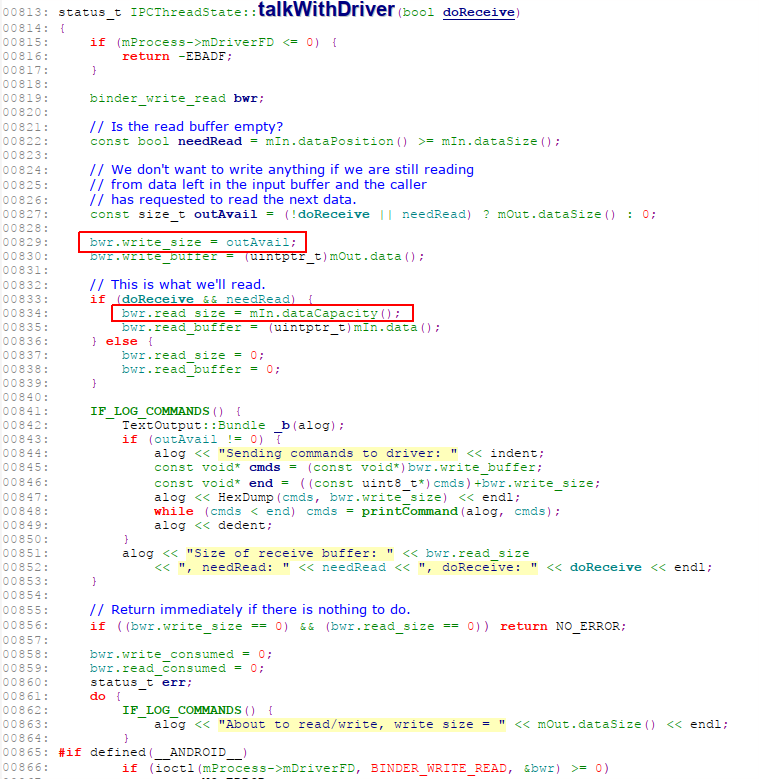 00813: status_t IPCThreadState::talkWithDriver(bool doReceive)
00814: {
00815:     if (mProcess->mDriverFD <= 0) {
00816:         return -EBADF;
00817:     }
00818:
00819:     binder_write_read bwr;
00820:
00821:     // Is the read buffer empty?
00822:     const bool needRead = mIn.dataPosition() >= mIn.dataSize();
00823:
00824:     // We don't want to write anything if we are still reading
00825:     // from data left in the input buffer and the caller
00826:     // has requested to read the next data.
00827:     const size_t outAvail = (!doReceive || needRead) ? mOut.dataSize() : 0;
00828:
00829:     bwr.write_size = outAvail;
00830:     bwr.write_buffer = (uintptr_t)mOut.data();
00831:
00832:     // This is what we'll read.
00833:     if (doReceive && needRead) {
00834:         bwr.read_size = mIn.dataCapacity();
00835:         bwr.read_buffer = (uintptr_t)mIn.data();
00836:     } else {
00837:         bwr.read_size = 0;
00838:         bwr.read_buffer = 0;
00839:     }
00840:
00841:     IF_LOG_COMMANDS() {
00842:         TextOutput::Bundle _b(alog);
00843:         if (outAvail != 0) {
00844:             alog << "Sending commands to driver: " << indent;
00845:             const void* cmds = (const void*)bwr.write_buffer;
00846:             const void* end = ((const uint8_t*)cmds)+bwr.write_size;
00847:             alog << HexDump(cmds, bwr.write_size) << endl;
00848:             while (cmds < end) cmds = printCommand(alog, cmds);
00849:             alog << dedent;
00850:         }
00851:         alog << "Size of receive buffer: " << bwr.read_size
00852:             << ", needRead: " << needRead << ", doReceive: " << doReceive << endl;
00853:     }
00854:
00855:     // Return immediately if there is nothing to do.
00856:     if ((bwr.write_size == 0) && (bwr.read_size == 0)) return NO_ERROR;
00857:
00858:     bwr.write_consumed = 0;
00859:     bwr.read_consumed = 0;
00860:     status_t err;
00861:     do {
00862:         IF_LOG_COMMANDS() {
00863:             alog << "About to read/write, write size = " << mOut.dataSize() << endl;
00864:         }
00865: #if defined(__ANDROID__)
00866:         if (ioctl(mProcess->mDriverFD, BINDER_WRITE_READ, &bwr) >= 0)